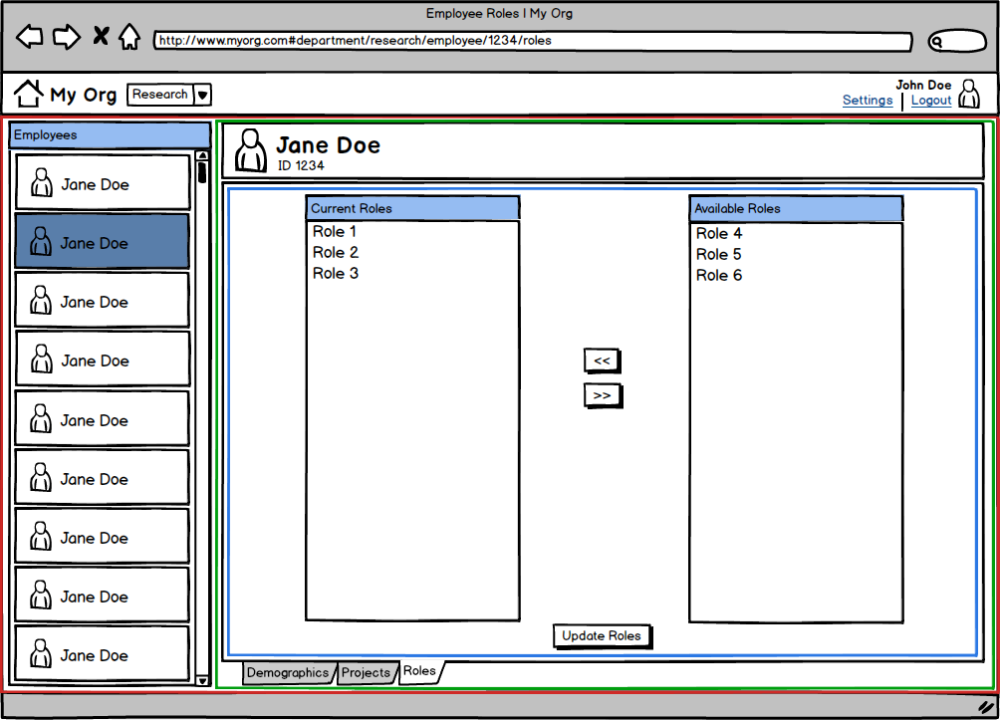 Employee Roles | My Org
http://www.myorg.com#department/research/employee/1234/roles
My Org
Research
John Doe
Settings | Logout
Employees
Jane Doe
Jane Doe
Jane Doe
Jane Doe
Jane Doe
Jane Doe
Jane Doe
Jane Doe
Jane Doe
Jane Doe
ID 1234
Current Roles
Role 1
Role 2
Role 3
<<
>>
Available Roles
Role 4
Role 5
Role 6
Update Roles
Demographics
Projects
Roles